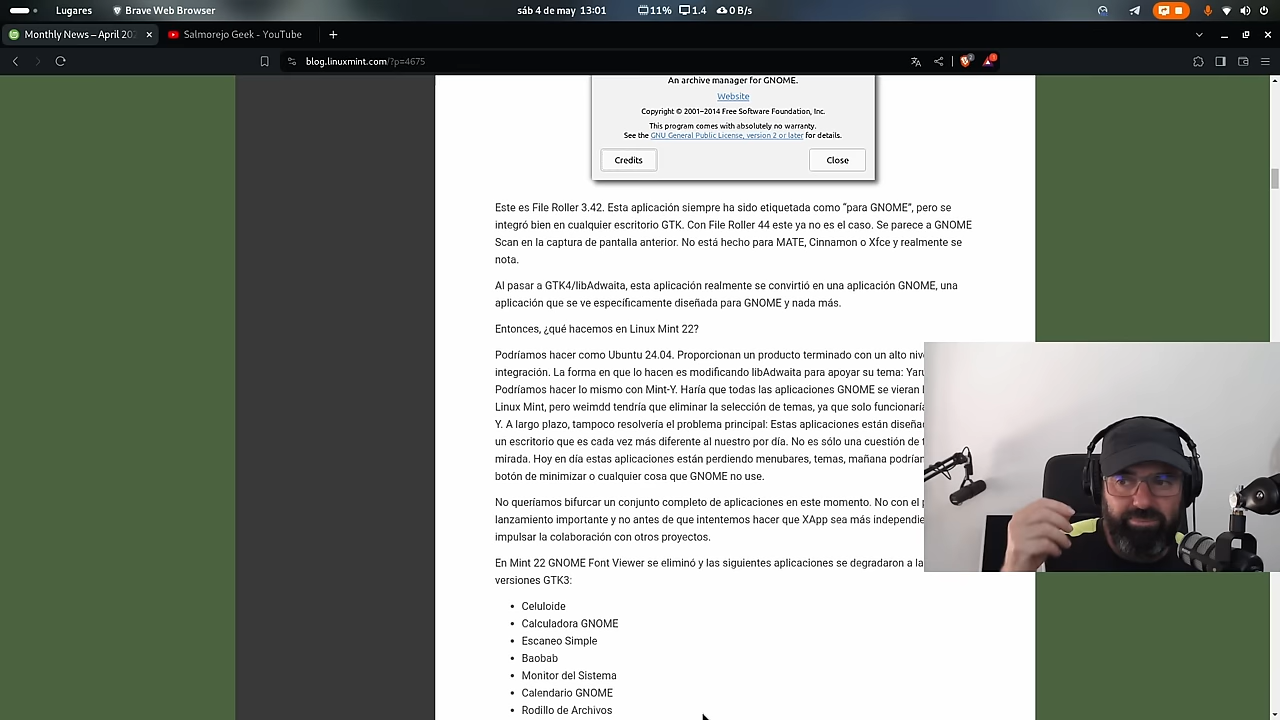 Lugares Brave Web Browser sáb 4 de may 13:01 11% 1.4 0 B/s
Monthly News – April 202 Salmorejo Geek - YouTube
blog.linuxmint.com/?p=4675
An archive manager for GNOME.
Website
Copyright © 2001–2014 Free Software Foundation, Inc.
This program comes with absolutely no warranty.
See the GNU General Public License, version 2 or later for details.
Credits Close
Este es File Roller 3.42. Esta aplicación siempre ha sido etiquetada como “para GNOME”, pero se
integró bien en cualquier escritorio GTK. Con File Roller 44 este ya no es el caso. Se parece a GNOME
Scan en la captura de pantalla anterior. No está hecho para MATE, Cinnamon o Xfce y realmente se
nota.
Al pasar a GTK4/libAdwaita, esta aplicación realmente se convirtió en una aplicación GNOME, una
aplicación que se ve específicamente diseñada para GNOME y nada más.
Entonces, ¿qué hacemos en Linux Mint 22?
Podríamos hacer como Ubuntu 24.04. Proporcionan un producto terminado con un alto
integración. La forma en que lo hacen es modificando libAdwaita para apoyar su tema:
Podríamos hacer lo mismo con Mint-Y. Haría que todas las aplicaciones GNOME se vieran
Linux Mint, pero weimdd tendría que eliminar la selección de temas, ya que solo
Y. A largo plazo, tampoco resolvería el problema principal: Estas aplicaciones están
un escritorio que es cada vez más diferente al nuestro por día. No es sólo una cuestión de
mirada. Hoy en día estas aplicaciones están perdiendo menubares, temas, mañana
botón de minimizar o cualquier cosa que GNOME no use.
No queríamos bifurcar un conjunto completo de aplicaciones en este momento. No con el
lanzamiento importante y no antes de que intentemos hacer que XApp sea más
impulsar la colaboración con otros proyectos.
En Mint 22 GNOME Font Viewer se eliminó y las siguientes aplicaciones se degradaron a
versiones GTK3:
• Celuloide
• Calculadora GNOME
• Escaneo Simple
• Baobab
• Monitor del Sistema
• Calendario GNOME
• Rodillo de Archivos